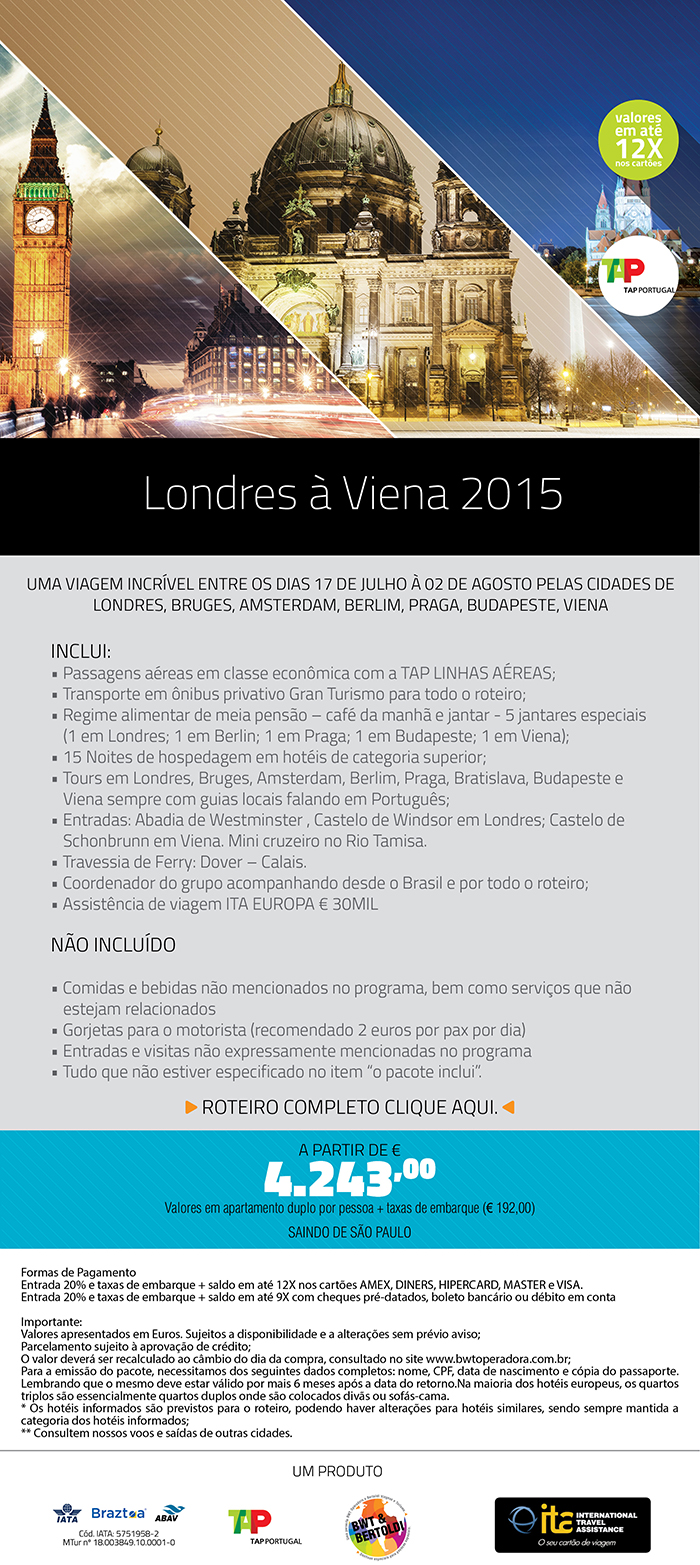 valores
em até
12X
nos cartões
TAP
TAP PORTUGAL
Londres à Viena 2015
UMA VIAGEM INCRÍVEL ENTRE OS DIAS 17 DE JULHO À 02 DE AGOSTO PELAS CIDADES DE
LONDRES, BRUGES, AMSTERDAM, BERLIM, PRAGA, BUDAPESTE, VIENA
INCLUI:
▪ Passagens aéreas em classe econômica com a TAP LINHAS AÉREAS;
▪ Transporte em ônibus privativo Gran Turismo para todo o roteiro;
▪ Regime alimentar de meia pensão – café da manhã e jantar - 5 jantares especiais
(1 em Londres; 1 em Berlin; 1 em Praga; 1 em Budapeste; 1 em Viena);
▪ 15 Noites de hospedagem em hotéis de categoria superior;
▪ Tours em Londres, Bruges, Amsterdam, Berlim, Praga, Bratislava, Budapeste e
Viena sempre com guias locais falando em Português;
▪ Entradas: Abadia de Westminster , Castelo de Windsor em Londres; Castelo de
Schonbrunn em Viena. Mini cruzeiro no Rio Tamisa.
▪ Travessia de Ferry: Dover – Calais.
▪ Coordenador do grupo acompanhando desde o Brasil e por todo o roteiro;
▪ Assistência de viagem ITA EUROPA € 30MIL
NÃO INCLUÍDO
▪ Comidas e bebidas não mencionados no programa, bem como serviços que não
estejam relacionados
▪ Gorjetas para o motorista (recomendado 2 euros por pax por dia)
▪ Entradas e visitas não expressamente mencionadas no programa
▪ Tudo que não estiver especificado no item “o pacote inclui”.
ROTEIRO COMPLETO CLIQUE AQUI.
A PARTIR DE €
4.243,00
Valores em apartamento duplo por pessoa + taxas de embarque (€ 192,00)
SAINDO DE SÃO PAULO
Formas de Pagamento
Entrada 20% e taxas de embarque + saldo em até 12X nos cartões AMEX, DINERS, HIPERCARD, MASTER e VISA.
Entrada 20% e taxas de embarque + saldo em até 9X com cheques pré-datados, boleto bancário ou débito em conta
Importante:
Valores apresentados em Euros. Sujeitos a disponibilidade e a alterações sem prévio aviso;
Parcelamento sujeito à aprovação de crédito;
O valor deverá ser recalculado ao câmbio do dia da compra, consultado no site www.bwtoperadora.com.br;
Para a emissão do pacote, necessitamos dos seguintes dados completos: nome, CPF, data de nascimento e cópia do passaporte.
Lembrando que o mesmo deve estar válido por mais 6 meses após a data do retorno.Na maioria dos hotéis europeus, os quartos
triplos são essencialmente quartos duplos onde são colocados divãs ou sofás-cama.
* Os hotéis informados são previstos para o roteiro, podendo haver alterações para hotéis similares, sendo sempre mantida a
categoria dos hotéis informados;
** Consultem nossos voos e saídas de outras cidades.
UM PRODUTO
IATA
Braztoa
ABAV
Cód. IATA: 5751958-2
MTur nº 18.003849.10.0001-0
TAP
TAP PORTUGAL
BWT &
BERTOLDI
ita INTERNATIONAL
TRAVEL
ASSISTANCE
O seu cartão de viagem